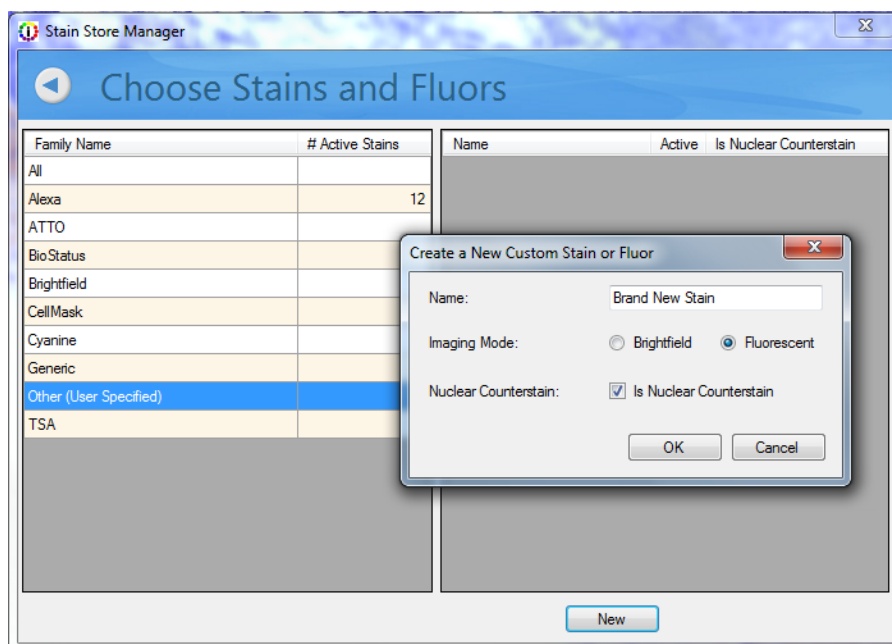 Stain Store Manager
Choose Stains and Fluors
Family Name # Active Stains Name Active Is Nuclear Counterstain
All
Alexa 12
ATTO
BioStatus
Brightfield
CellMask
Cyanine
Generic
Other (User Specified)
TSA
Create a New Custom Stain or Fluor
Name: Brand New Stain
Imaging Mode: Brightfield Fluorescent
Nuclear Counterstain: Is Nuclear Counterstain
OK Cancel
New